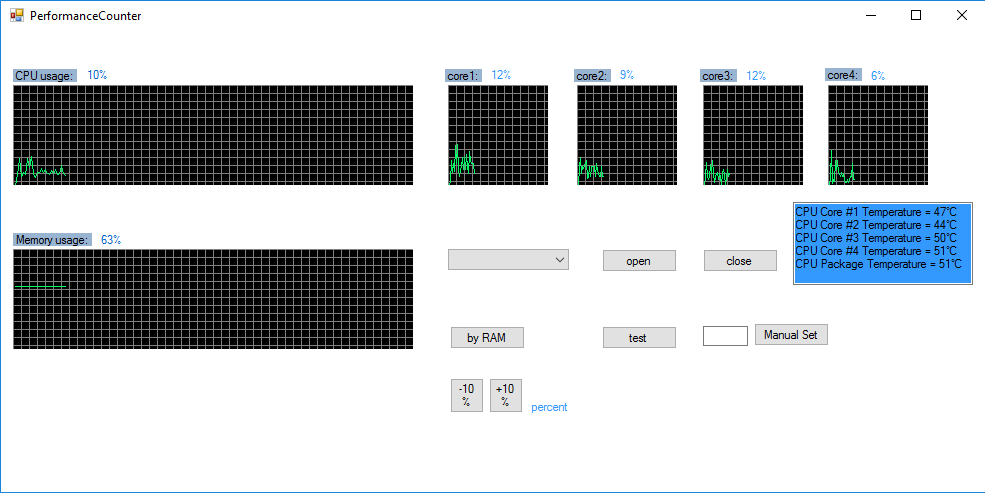 PerformanceCounter
CPU usage: 10%
core1: 12%
core2: 9%
core3: 12%
core4: 6%
CPU Core #1 Temperature = 47°C
CPU Core #2 Temperature = 44°C
CPU Core #3 Temperature = 50°C
CPU Core #4 Temperature = 51°C
CPU Package Temperature = 51°C
Memory usage: 63%
open
close
by RAM
test
Manual Set
-10
%
+10
%
percent